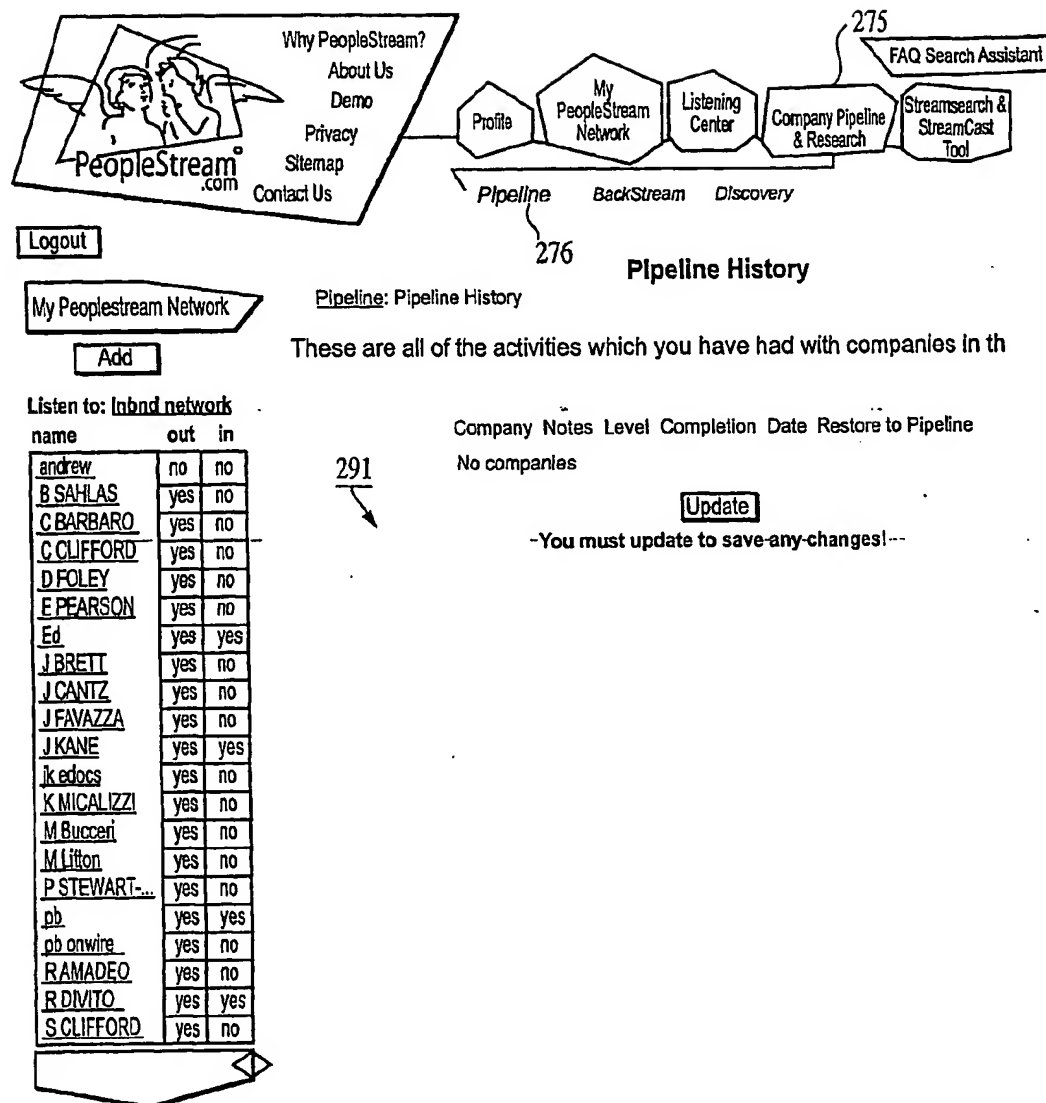 275
FAQ Search Assistant
Why PeopleStream?
About Us
Demo
Privacy
Sitemap
Contact Us
PeopleStream
.com
Profile
My
PeopleStream
Network
Listening
Center
Company Pipeline
& Research
Streamsearch &
StreamCast
Tool
Pipeline BackStream Discovery
276
Logout
Pipeline History
My Peoplestream Network
Pipeline: Pipeline History
Add
These are all of the activities which you have had with companies in th
Listen to: Inbnd network
name out in
Company Notes Level Completion Date Restore to Pipeline
No companies
291
Update
-You must update to save-any-changes!---
andrew no no
B SAHLAS yes no
C BARBARO yes no
C CLIFFORD yes no
D FOLEY yes no
E PEARSON yes no
Ed yes yes
J BRETT yes no
J CANTZ yes no
J FAVAZZA yes no
J KANE yes yes
jk edocs yes no
K MICALIZZI yes no
M Bucceri yes no
M Litton yes no
P STEWART-... yes no
pb yes yes
pb onwire yes no
R AMADEO yes no
R DIVITO yes yes
S CLIFFORD yes no